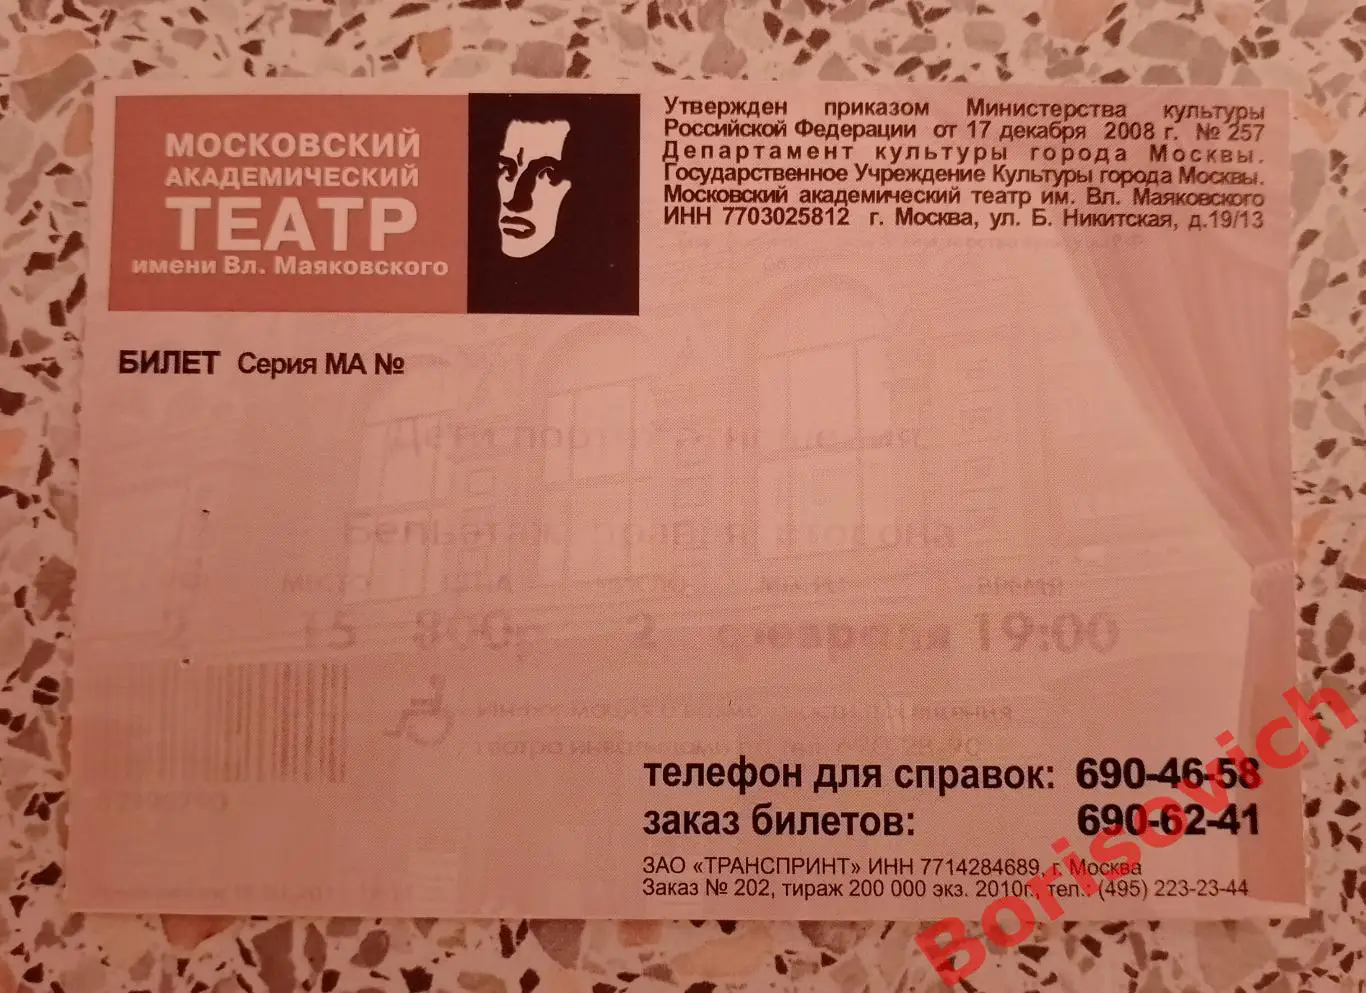 МОСКОВСКИЙ
АКАДЕМИЧЕСКИЙ
ТЕАТР
имени Вл. Маяковского
Утвержден приказом Министерства культуры
Российской Федерации от 17 декабря 2008 г. № 257
Департамент культуры города Москвы.
Государственное Учреждение Культуры города Москвы.
Московский академический театр им. Вл. Маяковского
ИНН 7703025812 г. Москва, ул. Б. Никитская, д.19/13
БИЛЕТ Серия МА №
15 800р. 2 февраля 19:00
телефон для справок: 690-46-58
заказ билетов: 690-62-41
ЗАО «ТРАНСПРИНТ» ИНН 7714284689, г. Москва
Заказ № 202, тираж 200 000 экз. 2010г., тел.: (495) 223-23-44
Borisowich